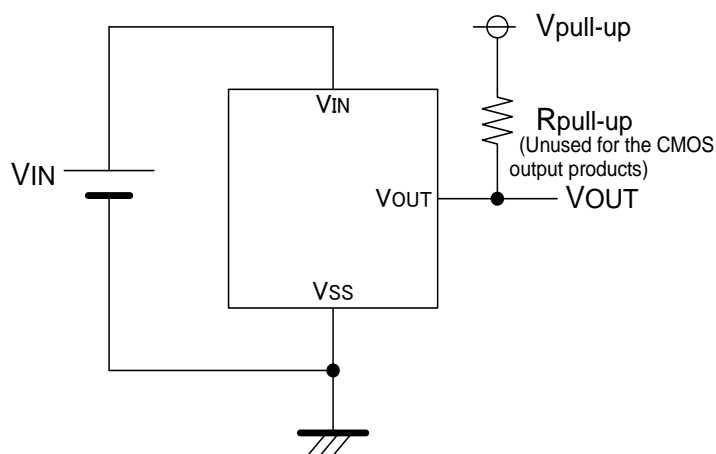 Vpull-up
VIN
Rpull-up
(Unused for the CMOS
output products)
VIN
VOUT
VOUT
VSS